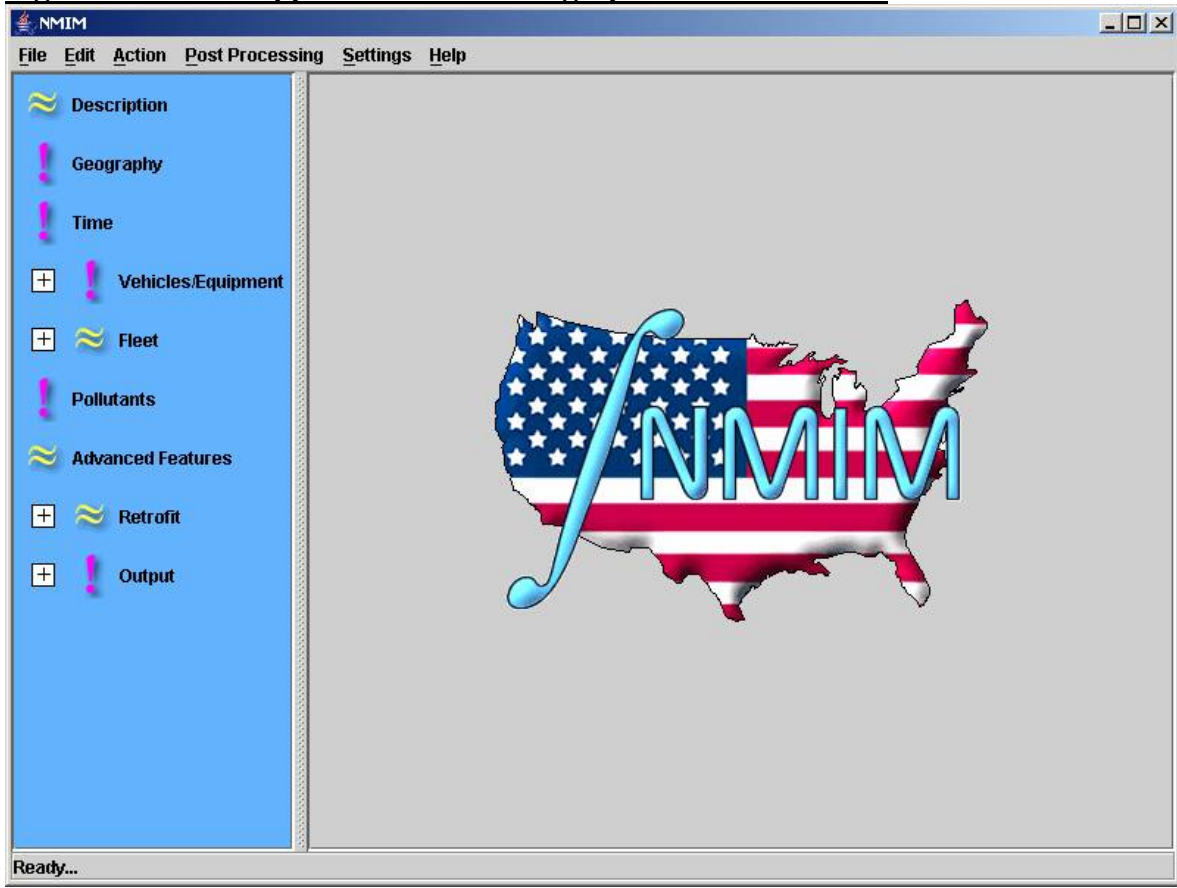 NMIM
File Edit Action Post Processing Settings Help
Description
Geography
Time
Vehicles/Equipment
Fleet
Pollutants
Advanced Features
Retrofit
Output
NMIM
Ready...